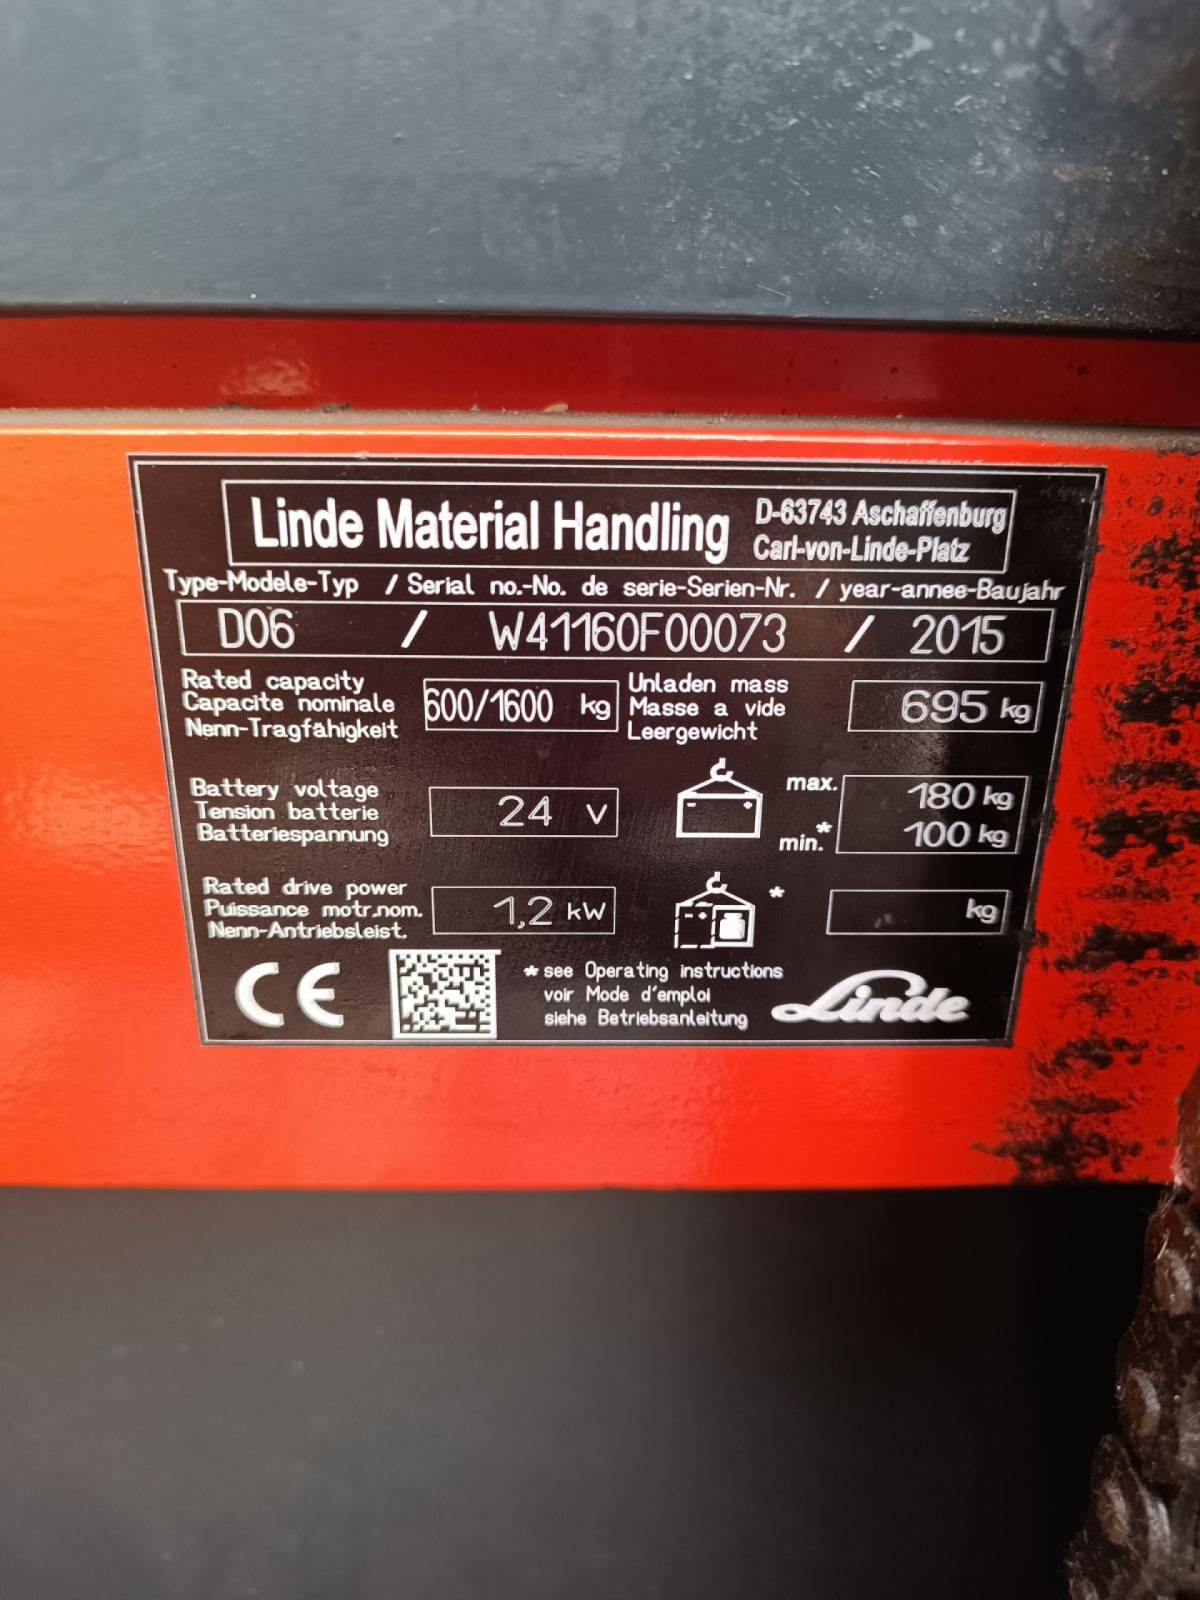 Linde Material Handling D-63743 Aschaffenburg
Carl-von-Linde-Platz
Type-Modele-Typ / Serial no.-No. de serie-Serien-Nr. / year-annee-Baujahr
D06 / W41160F00073 / 2015
Rated capacity
Capacite nominale
Nenn-Tragfähigkeit
600/1600 kg
Unladen mass
Masse a vide
Leergewicht
695 kg
Battery voltage
Tension batterie
Batteriespannung
24 V
max. 180 kg
min.* 100 kg
Rated drive power
Puissance motr.nom.
Nenn-Antriebsleist.
1,2 kW
* kg
CE
* see Operating instructions
voir Mode d'emploi
siehe Betriebsanleitung
Linde